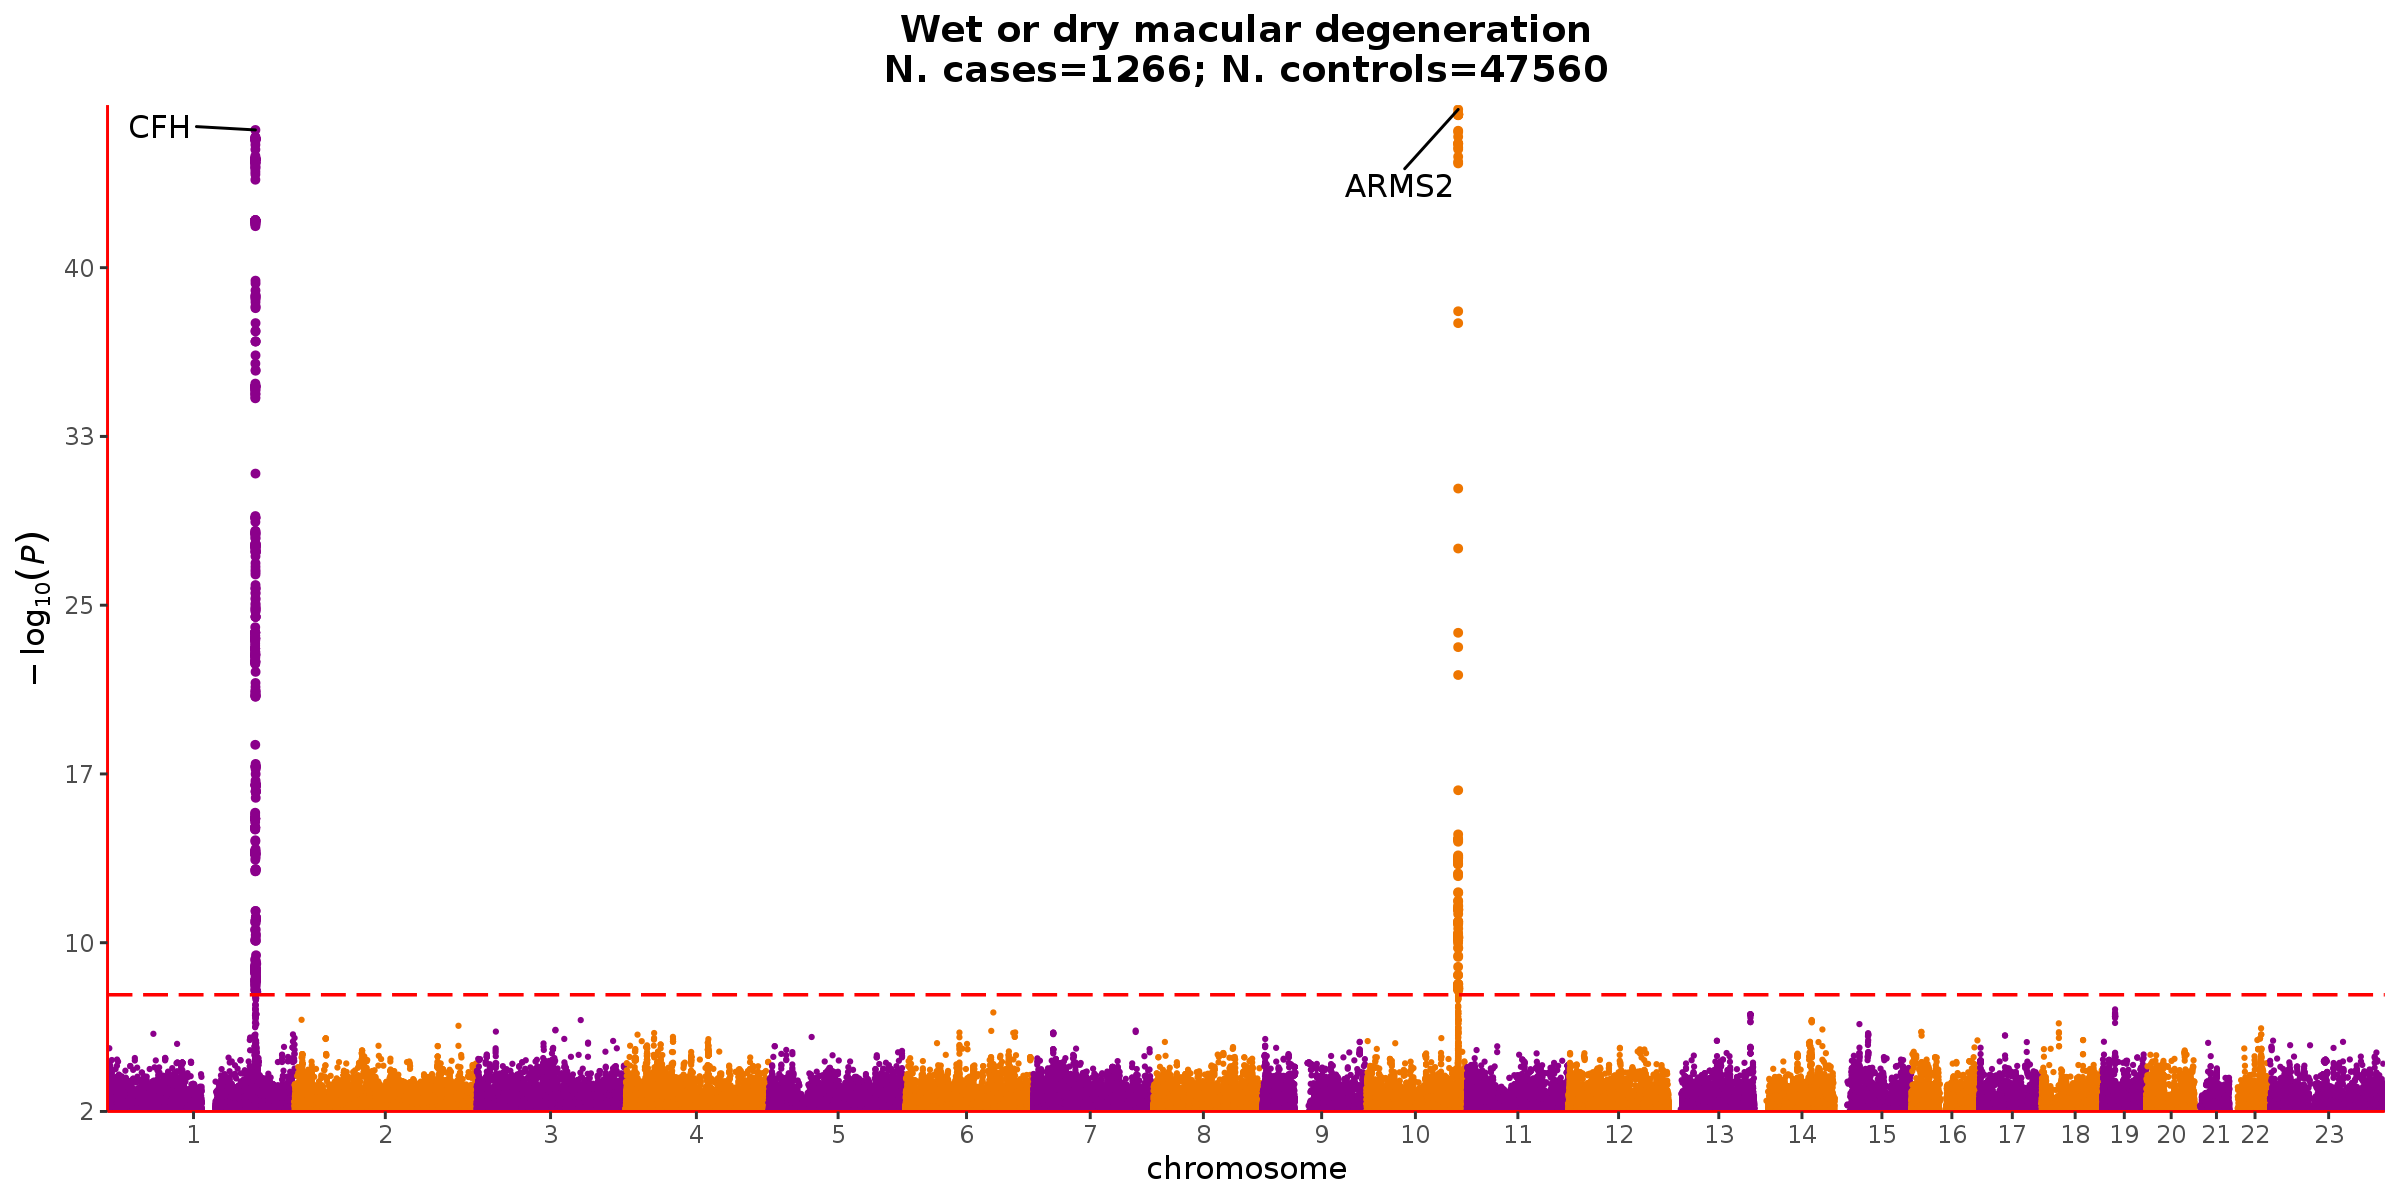 Wet or dry macular degeneration
N. cases=1266; N. controls=47560
CFH
ARMS2
40
33
25
17
10
2
−log10(P)
1 2 3 4 5 6 7 8 9 10 11 12 13 14 15 16 17 18 19 20 21 22 23
chromosome